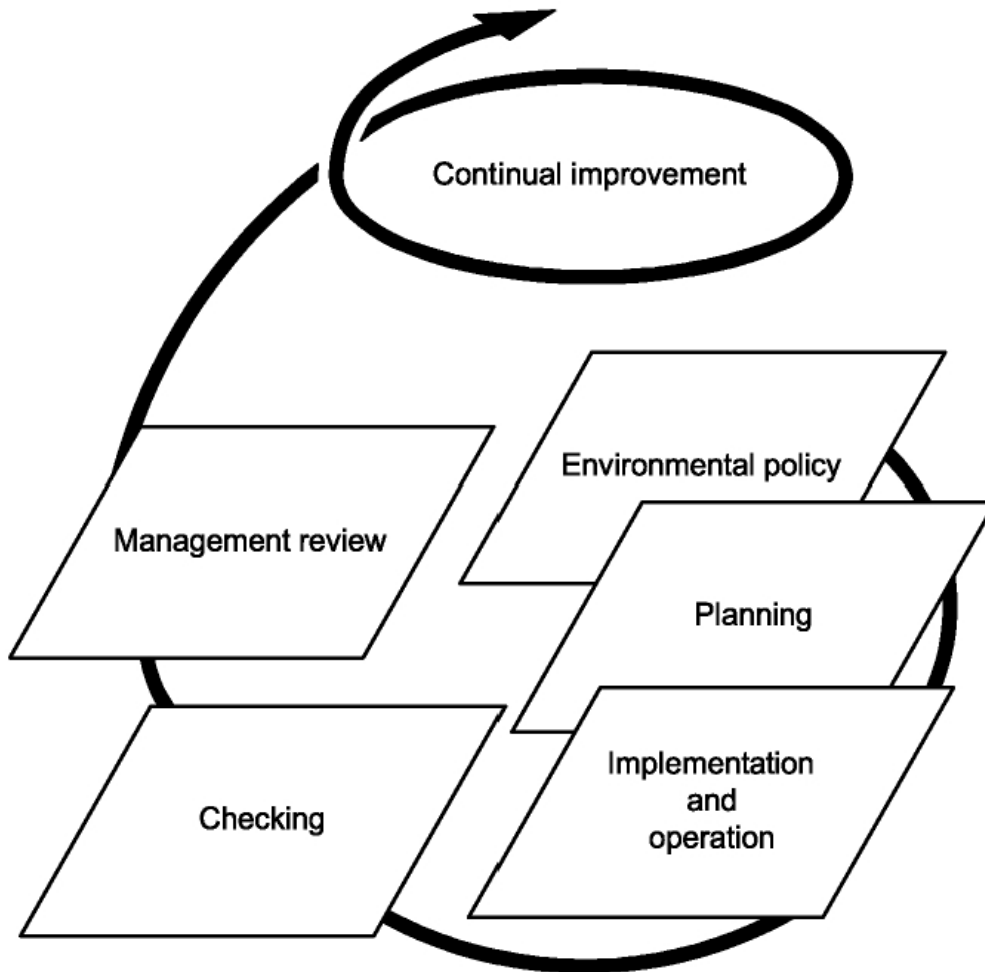 Continual improvement
Environmental policy
Management review
Planning
Implementation
and
operation
Checking